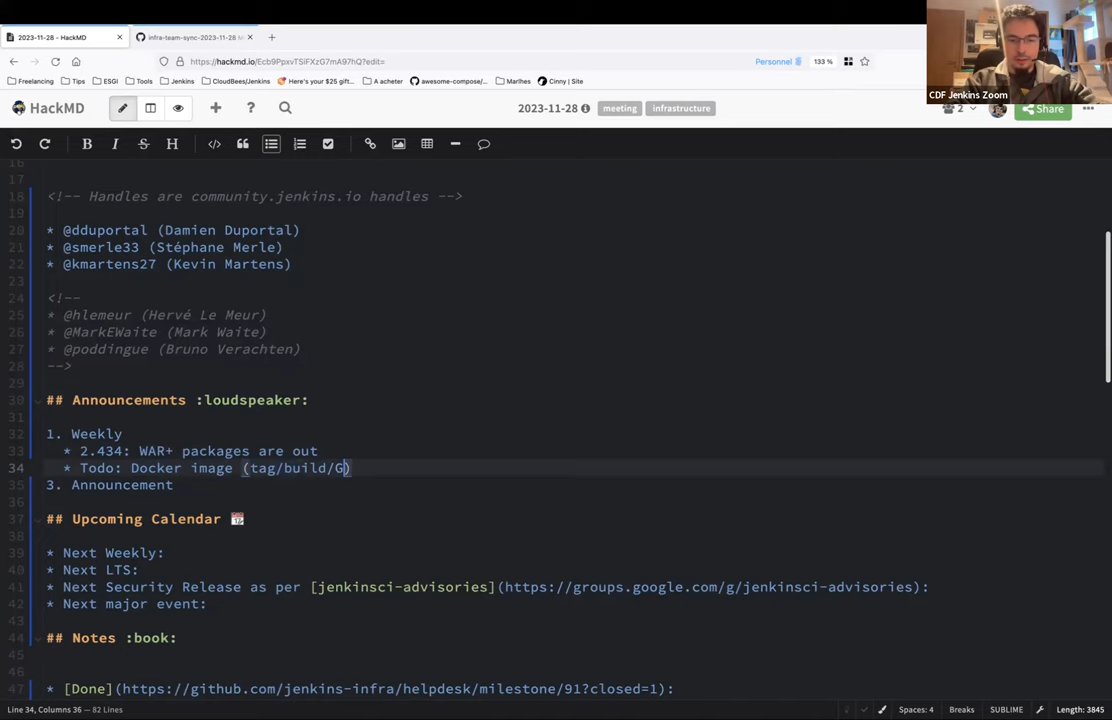 2023-11-28 - HackMD
infra-team-sync-2023-11-28 M
https://hackmd.io/Ecb9PpxvTSiFXzG7mA97hQ?edit=
Personnel
133 %
Freelancing
Tips
ESGI
Tools
Jenkins
CloudBees/Jenkins
Here's your $25 gift...
A acheter
awesome-compose/...
Marlhes
Cinny | Site
CDF Jenkins Zoom
HackMD
2023-11-28
meeting
infrastructure
2
Share
16
17
18 <!-- Handles are community.jenkins.io handles -->
19
20 * @dduportal (Damien Duportal)
21 * @smerle33 (Stéphane Merle)
22 * @kmartens27 (Kevin Martens)
23
24 <!--
25 * @hlemeur (Hervé Le Meur)
26 * @MarkEWaite (Mark Waite)
27 * @poddingue (Bruno Verachten)
28 -->
29
30 ## Announcements :loudspeaker:
31
32 1. Weekly
33 * 2.434: WAR+ packages are out
34 * Todo: Docker image (tag/build/G)
35 3. Announcement
36
37 ## Upcoming Calendar 📆
38
39 * Next Weekly:
40 * Next LTS:
41 * Next Security Release as per [jenkinsci-advisories](https://groups.google.com/g/jenkinsci-advisories):
42 * Next major event:
43
44 ## Notes :book:
45
46
47 * [Done](https://github.com/jenkins-infra/helpdesk/milestone/91?closed=1):
Line 34, Columns 36 — 82 Lines
Spaces: 4
Breaks
SUBLIME
Length: 3845